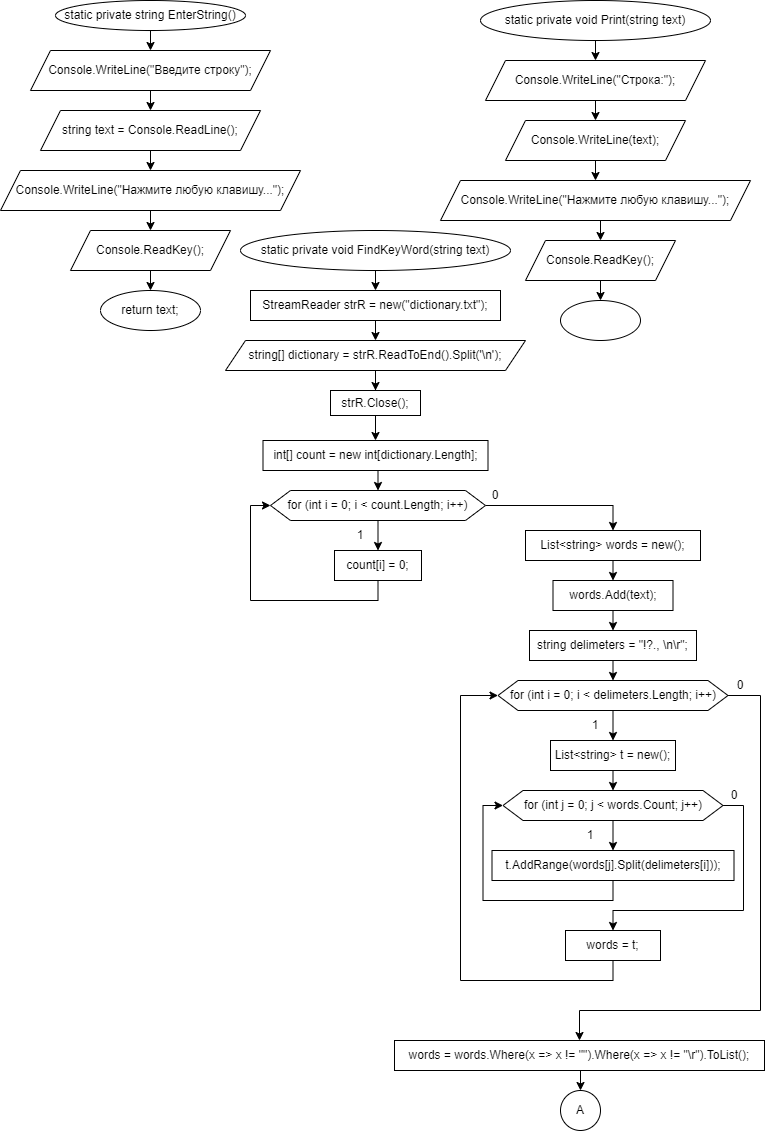 static private string EnterString()
Console.WriteLine("Введите строку");
string text = Console.ReadLine();
Console.WriteLine("Нажмите любую клавишу...");
Console.ReadKey();
return text;
static private void Print(string text)
Console.WriteLine("Строка:");
Console.WriteLine(text);
Console.WriteLine("Нажмите любую клавишу...");
Console.ReadKey();
static private void FindKeyWord(string text)
StreamReader strR = new("dictionary.txt");
string[] dictionary = strR.ReadToEnd().Split('\n');
strR.Close();
int[] count = new int[dictionary.Length];
for (int i = 0; i < count.Length; i++)
0
1
count[i] = 0;
List<string> words = new();
words.Add(text);
string delimeters = "!?., \n\r";
for (int i = 0; i < delimeters.Length; i++)
0
1
List<string> t = new();
for (int j = 0; j < words.Count; j++)
0
1
t.AddRange(words[j].Split(delimeters[i]));
words = t;
words = words.Where(x => x != "").Where(x => x != "\r").ToList();
A